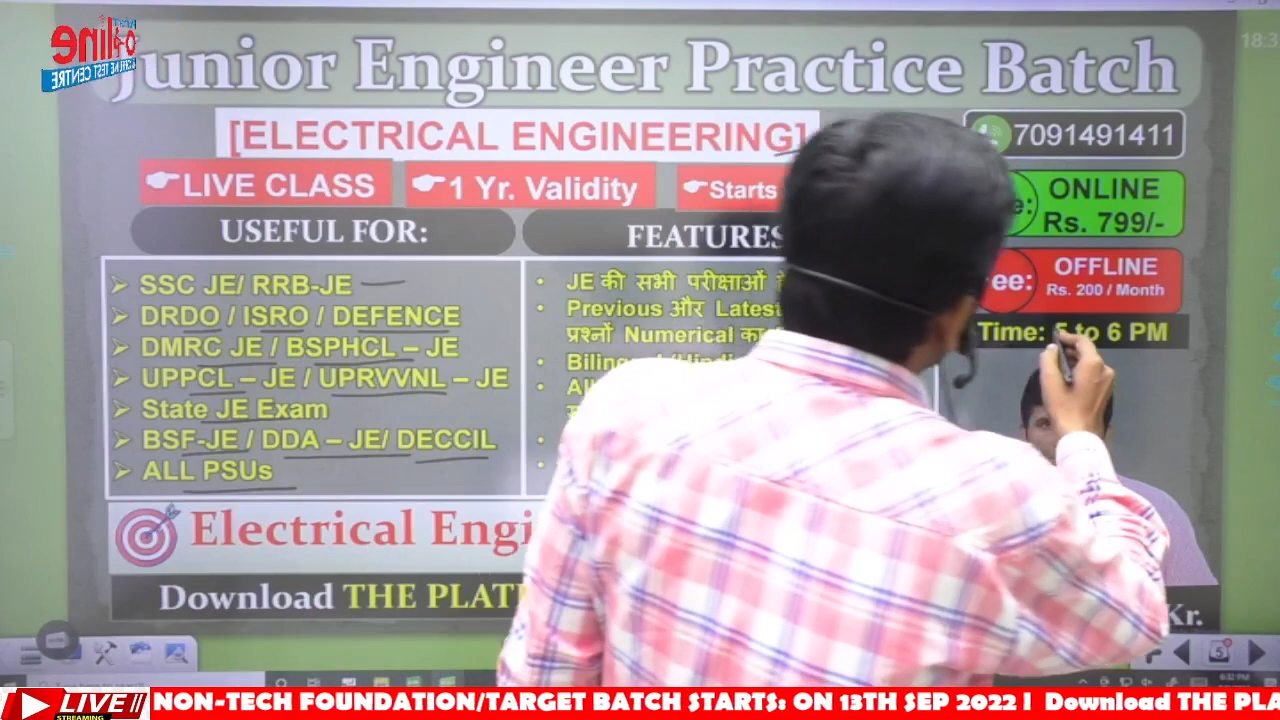 Junior Engineer Practice Batch
[ELECTRICAL ENGINEERING]
7091491411
LIVE CLASS
1 Yr. Validity
Starts
ONLINE
Rs. 799/-
USEFUL FOR:
FEATURES
OFFLINE
Rs. 200 / Month
Time: 5 to 6 PM
➢ SSC JE/ RRB-JE
➢ DRDO / ISRO / DEFENCE
➢ DMRC JE / BSPHCL – JE
➢ UPPCL – JE / UPRVVNL – JE
➢ State JE Exam
➢ BSF-JE / DDA – JE/ DECCIL
➢ ALL PSUs
• JE की सभी परीक्षाओं
• Previous और Latest
प्रश्नों Numerical का
Electrical
Download THE
Kr.
6:32 PM
LIVE
STREAMING
NON-TECH FOUNDATION/TARGET BATCH STARTS: ON 13TH SEP 2022! Download THE PLA